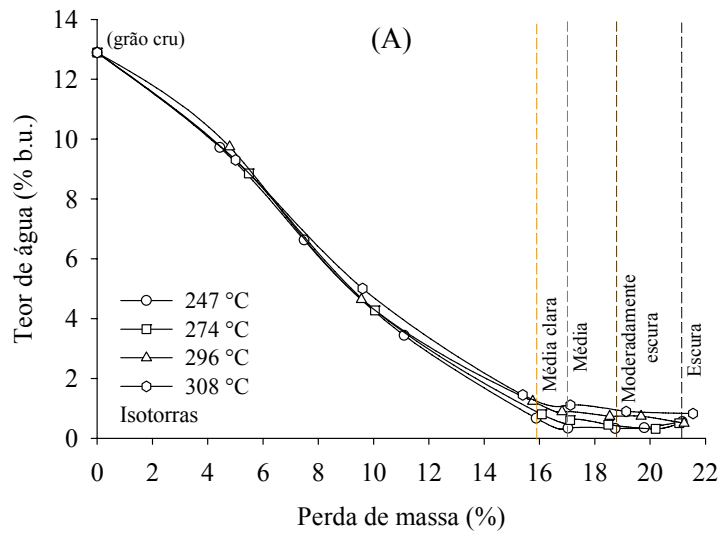 (A)
(grão cru)
Teor de água (% b.u.)
14
12
10
8
6
4
2
0
247 °C
274 °C
296 °C
308 °C
Isotorras
Média clara
Média
Moderadamente
escura
Escura
0 2 4 6 8 10 12 14 16 18 20 22
Perda de massa (%)